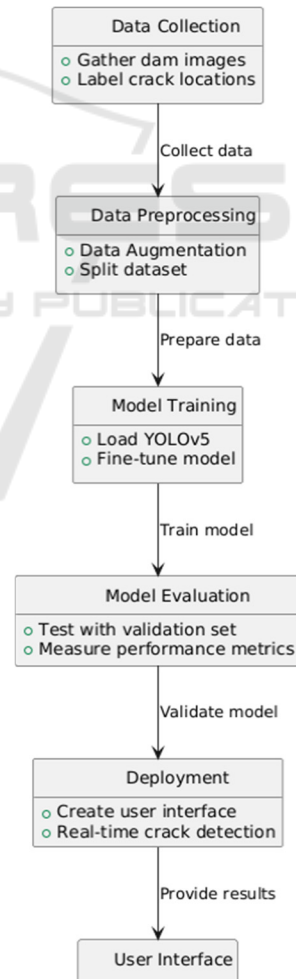 Data Collection
Gather dam images
Label crack locations
Collect data
Data Preprocessing
Data Augmentation
Split dataset
Prepare data
Model Training
Load YOLOv5
Fine-tune model
Train model
Model Evaluation
Test with validation set
Measure performance metrics
Validate model
Deployment
Create user interface
Real-time crack detection
Provide results
User Interface